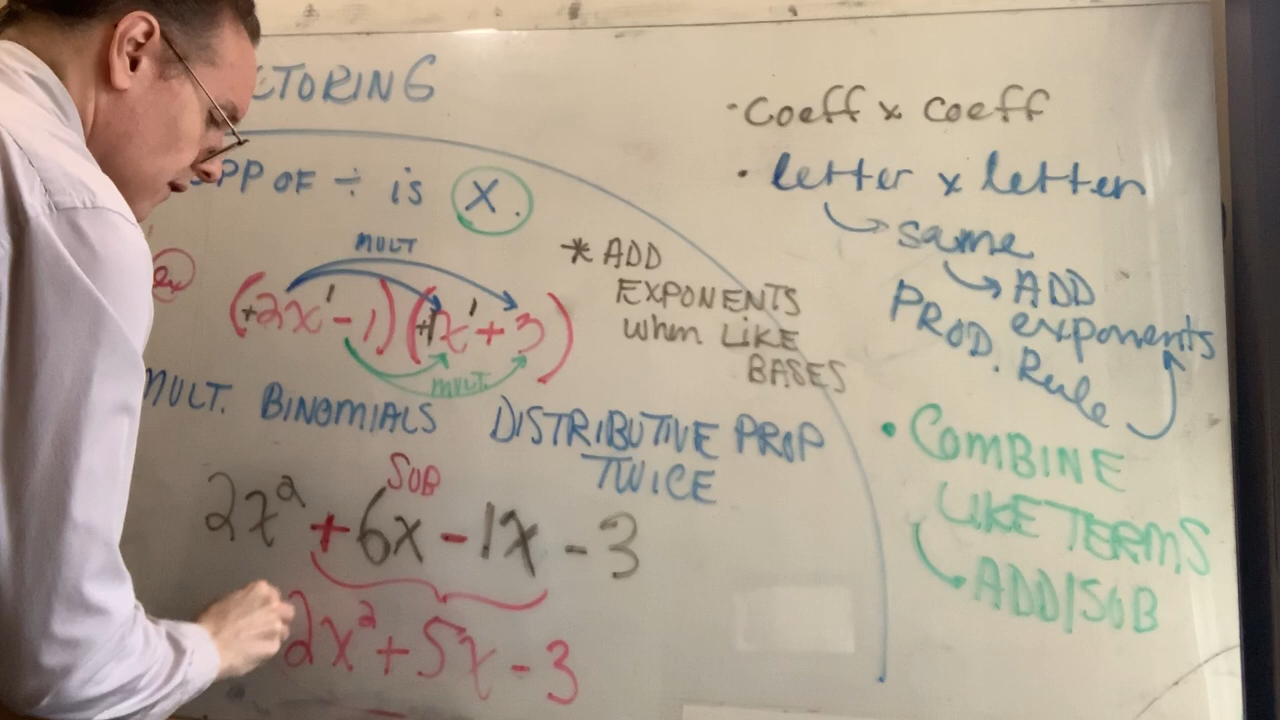 CTORING
PP OF ÷ is X.
MULT
ex
(+2x¹ - 1)(+1x¹ + 3)
MULT.
* ADD
EXPONENTS
when LIKE
BASES
MULT. BINOMIALS
DISTRIBUTIVE PROP
TWICE
SUB
2x² + 6x - 1x - 3
2x² + 5x - 3
· coeff x coeff
· letter x letter
same
ADD
exponents
PROD. Rule
· COMBINE
LIKE TERMS
ADD/SUB